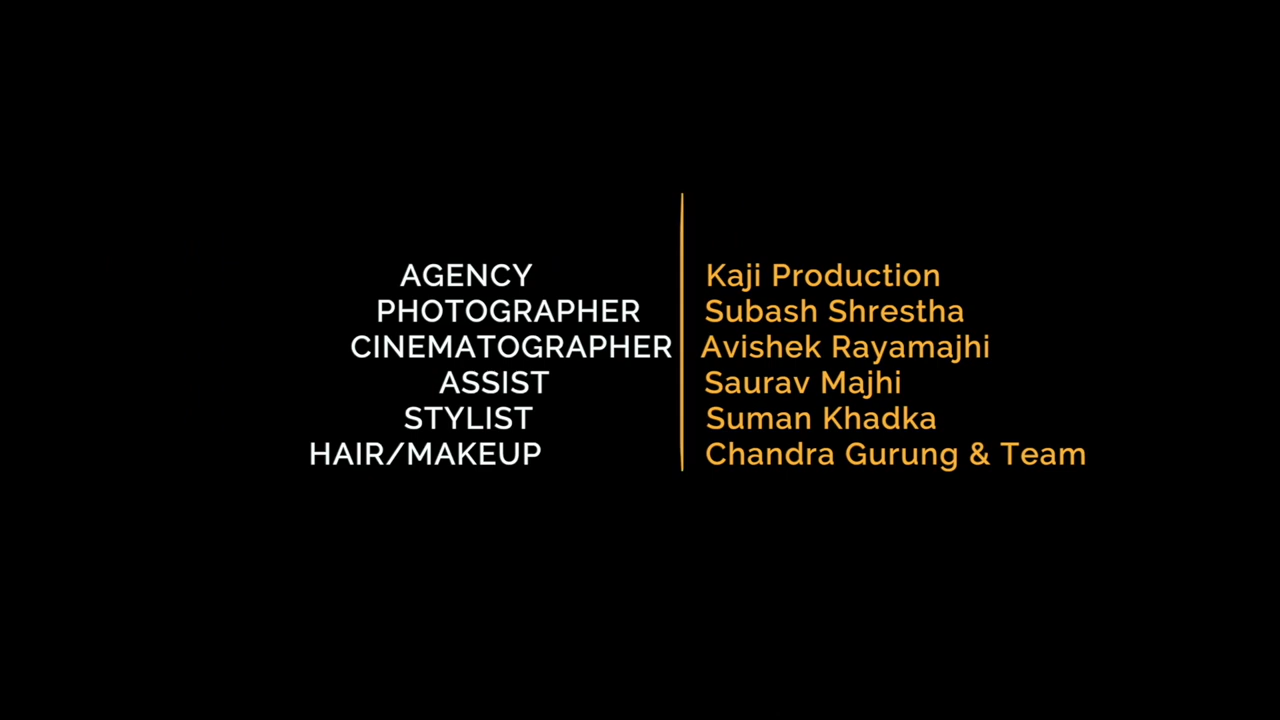 AGENCY Kaji Production
PHOTOGRAPHER Subash Shrestha
CINEMATOGRAPHER Avishek Rayamajhi
ASSIST Saurav Majhi
STYLIST Suman Khadka
HAIR/MAKEUP Chandra Gurung & Team